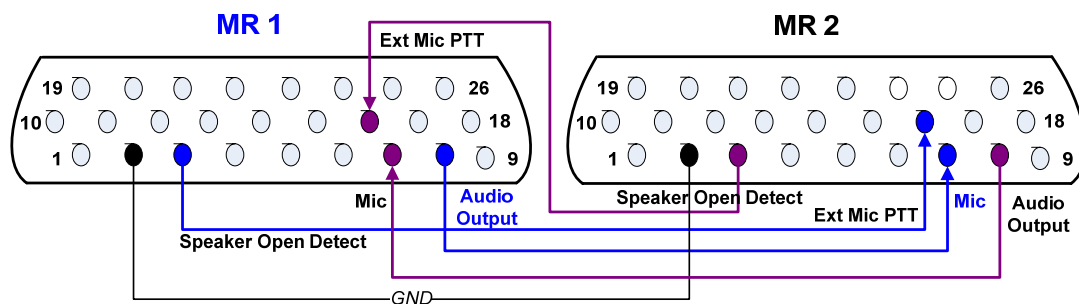 MR 1
MR 2
Ext Mic PTT
19
26
19
26
10
18
10
18
1
9
1
9
Mic
Audio
Output
Speaker Open Detect
Speaker Open Detect
Ext Mic PTT
Mic
Audio
Output
GND